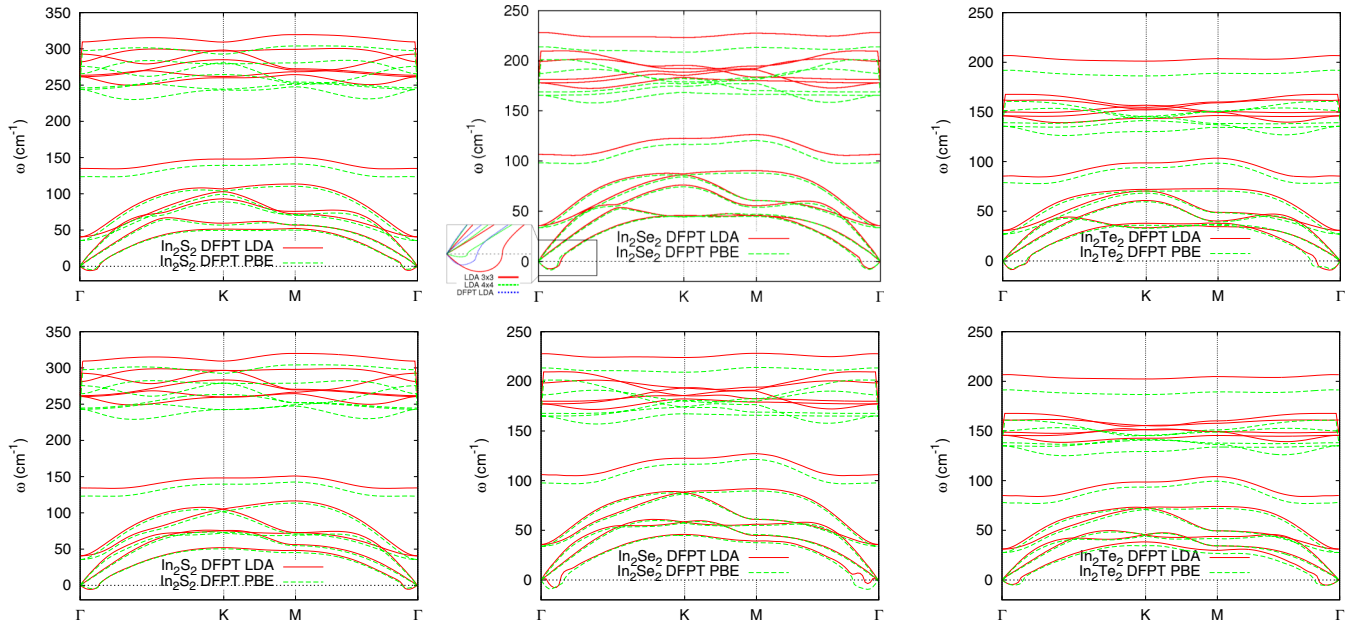 350
300
250
200
150
100
50
0
ω (cm⁻¹)
In₂S₂ DFPT LDA
In₂S₂ DFPT PBE
Γ K M Γ
250
200
150
100
50
0
ω (cm⁻¹)
LDA 3x3
LDA 4x4
DFPT LDA
In₂Se₂ DFPT LDA
In₂Se₂ DFPT PBE
Γ K M Γ
250
200
150
100
50
0
ω (cm⁻¹)
In₂Te₂ DFPT LDA
In₂Te₂ DFPT PBE
Γ K M Γ
350
300
250
200
150
100
50
0
ω (cm⁻¹)
In₂S₂ DFPT LDA
In₂S₂ DFPT PBE
Γ K M Γ
250
200
150
100
50
0
ω (cm⁻¹)
In₂Se₂ DFPT LDA
In₂Se₂ DFPT PBE
Γ K M Γ
250
200
150
100
50
0
ω (cm⁻¹)
In₂Te₂ DFPT LDA
In₂Te₂ DFPT PBE
Γ K M Γ